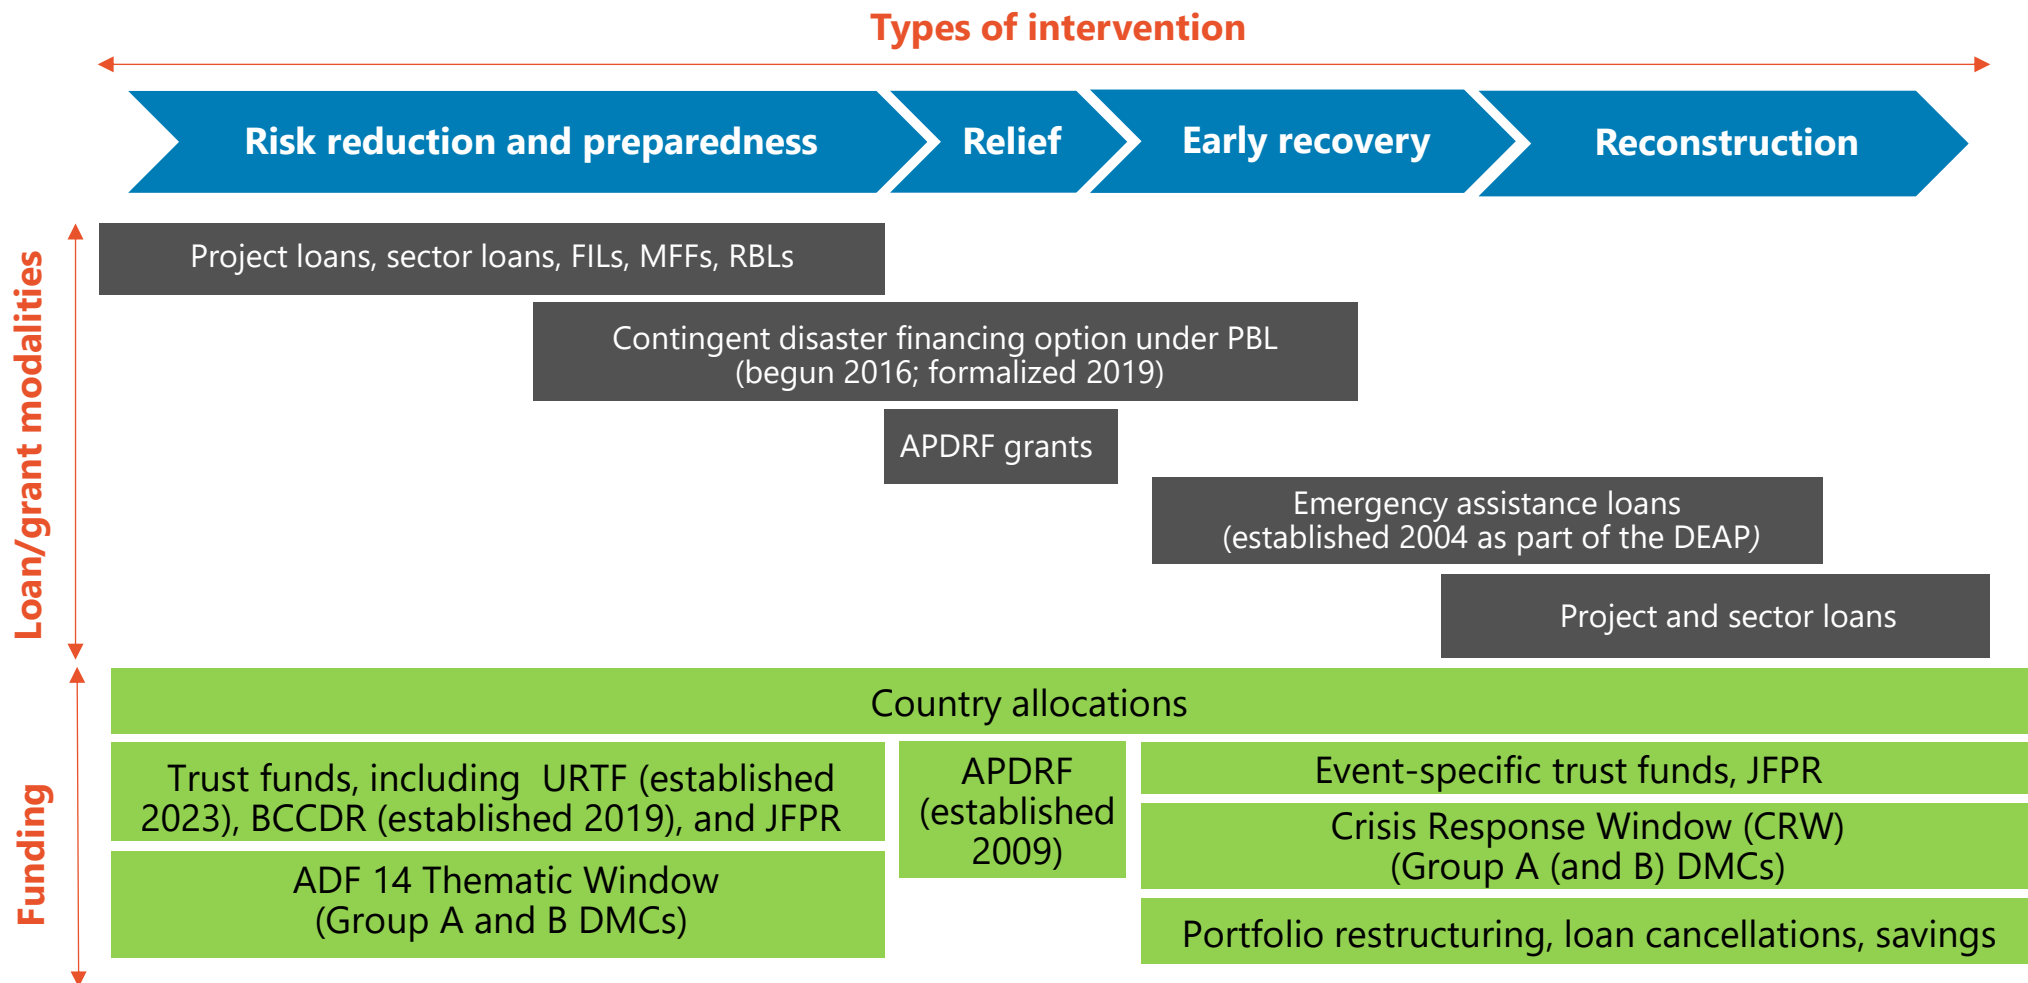 Types of intervention
Risk reduction and preparedness
Relief
Early recovery
Reconstruction
Loan/grant modalities
Project loans, sector loans, FILs, MFFs, RBLs
Contingent disaster financing option under PBL
(begun 2016; formalized 2019)
APDRF grants
Emergency assistance loans
(established 2004 as part of the DEAP)
Project and sector loans
Funding
Country allocations
Trust funds, including URTF (established
2023), BCCDR (established 2019), and JFPR
ADF 14 Thematic Window
(Group A and B DMCs)
APDRF
(established
2009)
Event-specific trust funds, JFPR
Crisis Response Window (CRW)
(Group A (and B) DMCs)
Portfolio restructuring, loan cancellations, savings